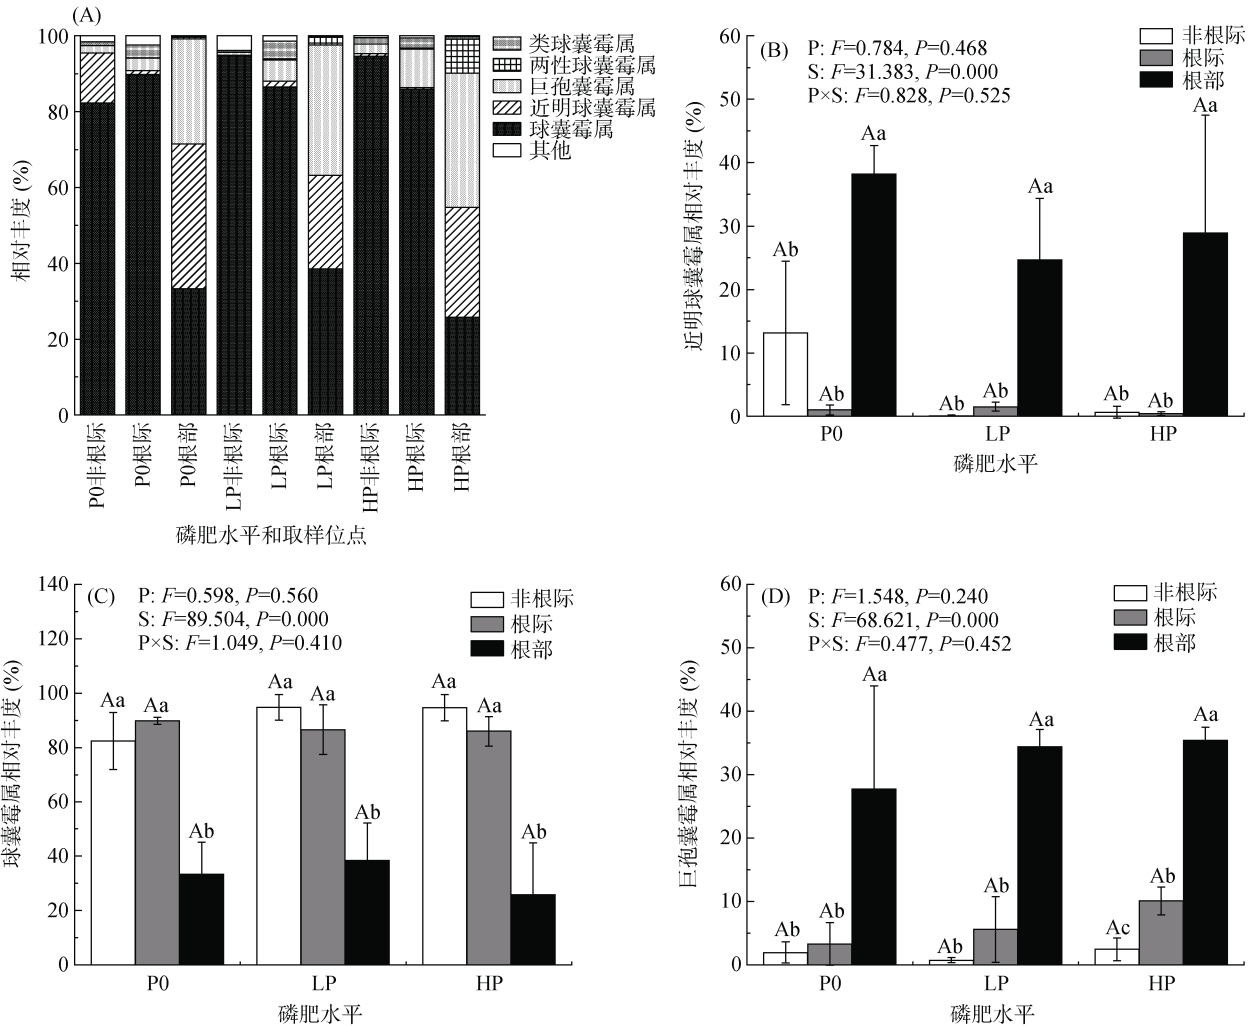 (A)
100
80
60
40
20
0
相对丰度 (%)
类球囊霉属
两性球囊霉属
巨孢囊霉属
近明球囊霉属
球囊霉属
其他
P0非根际
P0根际
P0根部
LP非根际
LP根际
LP根部
HP非根际
HP根际
HP根部
磷肥水平和取样位点
(B)
P: F=0.784, P=0.468
S: F=31.383, P=0.000
P×S: F=0.828, P=0.525
非根际
根际
根部
60
50
40
30
20
10
0
近明球囊霉属相对丰度 (%)
Ab
Ab
Aa
Ab
Ab
Aa
Ab
Ab
Aa
P0
LP
HP
磷肥水平
(C)
P: F=0.598, P=0.560
S: F=89.504, P=0.000
P×S: F=1.049, P=0.410
非根际
根际
根部
140
120
100
80
60
40
20
0
球囊霉属相对丰度 (%)
Aa
Aa
Ab
Aa
Aa
Ab
Aa
Aa
Ab
P0
LP
HP
磷肥水平
(D)
P: F=1.548, P=0.240
S: F=68.621, P=0.000
P×S: F=0.477, P=0.452
非根际
根际
根部
60
50
40
30
20
10
0
巨孢囊霉属相对丰度 (%)
Ab
Ab
Aa
Ab
Ab
Aa
Ac
Ab
Aa
P0
LP
HP
磷肥水平